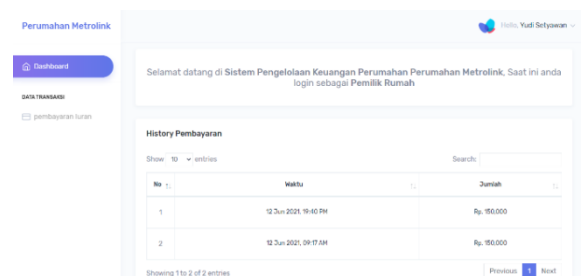 Perumahan Metrolink
Hello, Yudi Setyawan
Dashboard
DATA TRANSAKSI
pembayaran Iuran
Selamat datang di Sistem Pengelolaan Keuangan Perumahan Perumahan Metrolink, Saat ini anda
login sebagai Pemilik Rumah
History Pembayaran
Show 10 entries Search:
No Waktu Jumlah
1 12 Jun 2021, 19:40 PM Rp. 150.000
2 12 Jun 2021, 09:17 AM Rp. 150.000
Showing 1 to 2 of 2 entries Previous 1 Next